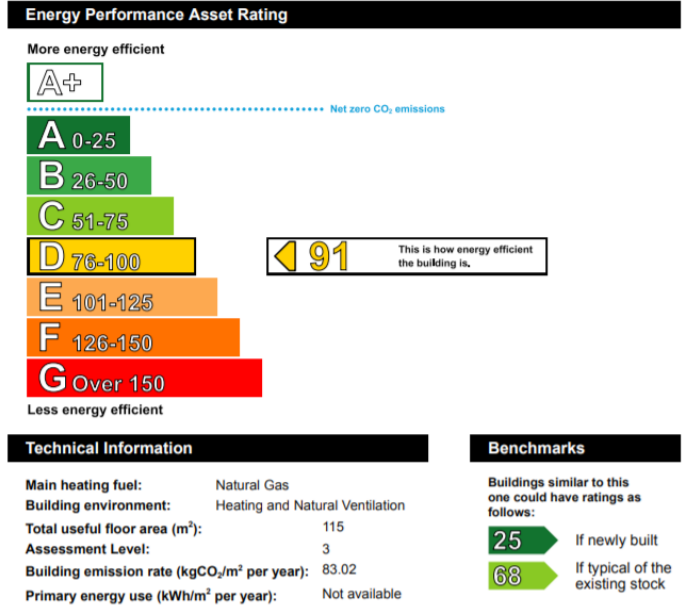 Energy Performance Asset Rating
More energy efficient
A+
Net zero CO₂ emissions
A 0-25
B 26-50
C 51-75
D 76-100
91
This is how energy efficient
the building is.
E 101-125
F 126-150
G Over 150
Less energy efficient
Technical Information
Main heating fuel: Natural Gas
Building environment: Heating and Natural Ventilation
Total useful floor area (m²): 115
Assessment Level: 3
Building emission rate (kgCO₂/m² per year): 83.02
Primary energy use (kWh/m² per year): Not available
Benchmarks
Buildings similar to this
one could have ratings as
follows:
25 If newly built
68 If typical of the
existing stock